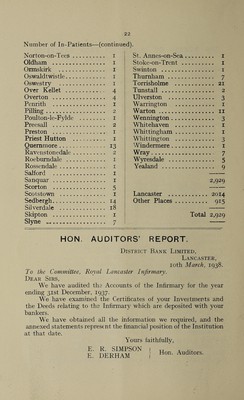 22
Number of In-Patients—(continued).
Norton-on-Tees .......... 1
Oldham .......... 1
Ormskirk .......... 1
Oswaldtwistle .......... 1
Oswestry .......... 1
Over Kellet .......... 4
Overton .......... 4
Penrith .......... 1
Pilling .......... 2
Poulton-le-Fylde .......... 1
Preesall .......... 2
Preston .......... 1
Priest Hutton .......... 1
Quernmore .......... 13
Ravenstonedale .......... 2
Roeburndale .......... 1
Rossendale .......... 1
Salford .......... 1
Sanquar .......... 1
Scorton .......... 5
Scotstown .......... 1
Sedbergh .......... 14
Silverdale .......... 18
Skipton .......... 1
Slyne .......... 7
St. Annes-on-Sea .......... 1
Stoke-on-Trent .......... 1
Swinton .......... 1
Thurnham .......... 7
Torrisholme .......... 21
Tunstall .......... 2
Ulverston .......... 3
Warrington .......... 1
Warton .......... 11
Wennington .......... 3
Whitehaven .......... 1
Whittingham .......... 1
Whittington .......... 1
Windermere .......... 1
Wray .......... 7
Wyresdale .......... 5
Yealand .......... 9
2,929
Lancaster .......... 2014
Other Places .......... 915
Total 2,929
HON. AUDITORS' REPORT.
District Bank Limited,
Lancaster,
10th March, 1938.
To the Committee, Royal Lancaster Infirmary.
Dear Sirs,
We have audited the Accounts of the Infirmary for the year
ending 31st December, 1937.
We have examined the Certificates of your Investments and
the Deeds relating to the Infirmary which are deposited with your
bankers.
We have obtained all the information we required, and the
annexed statements represent the financial position of the Institution
at that date.
Yours faithfully,
E. R. SIMPSON
E. DERHAM
Hon. Auditors.